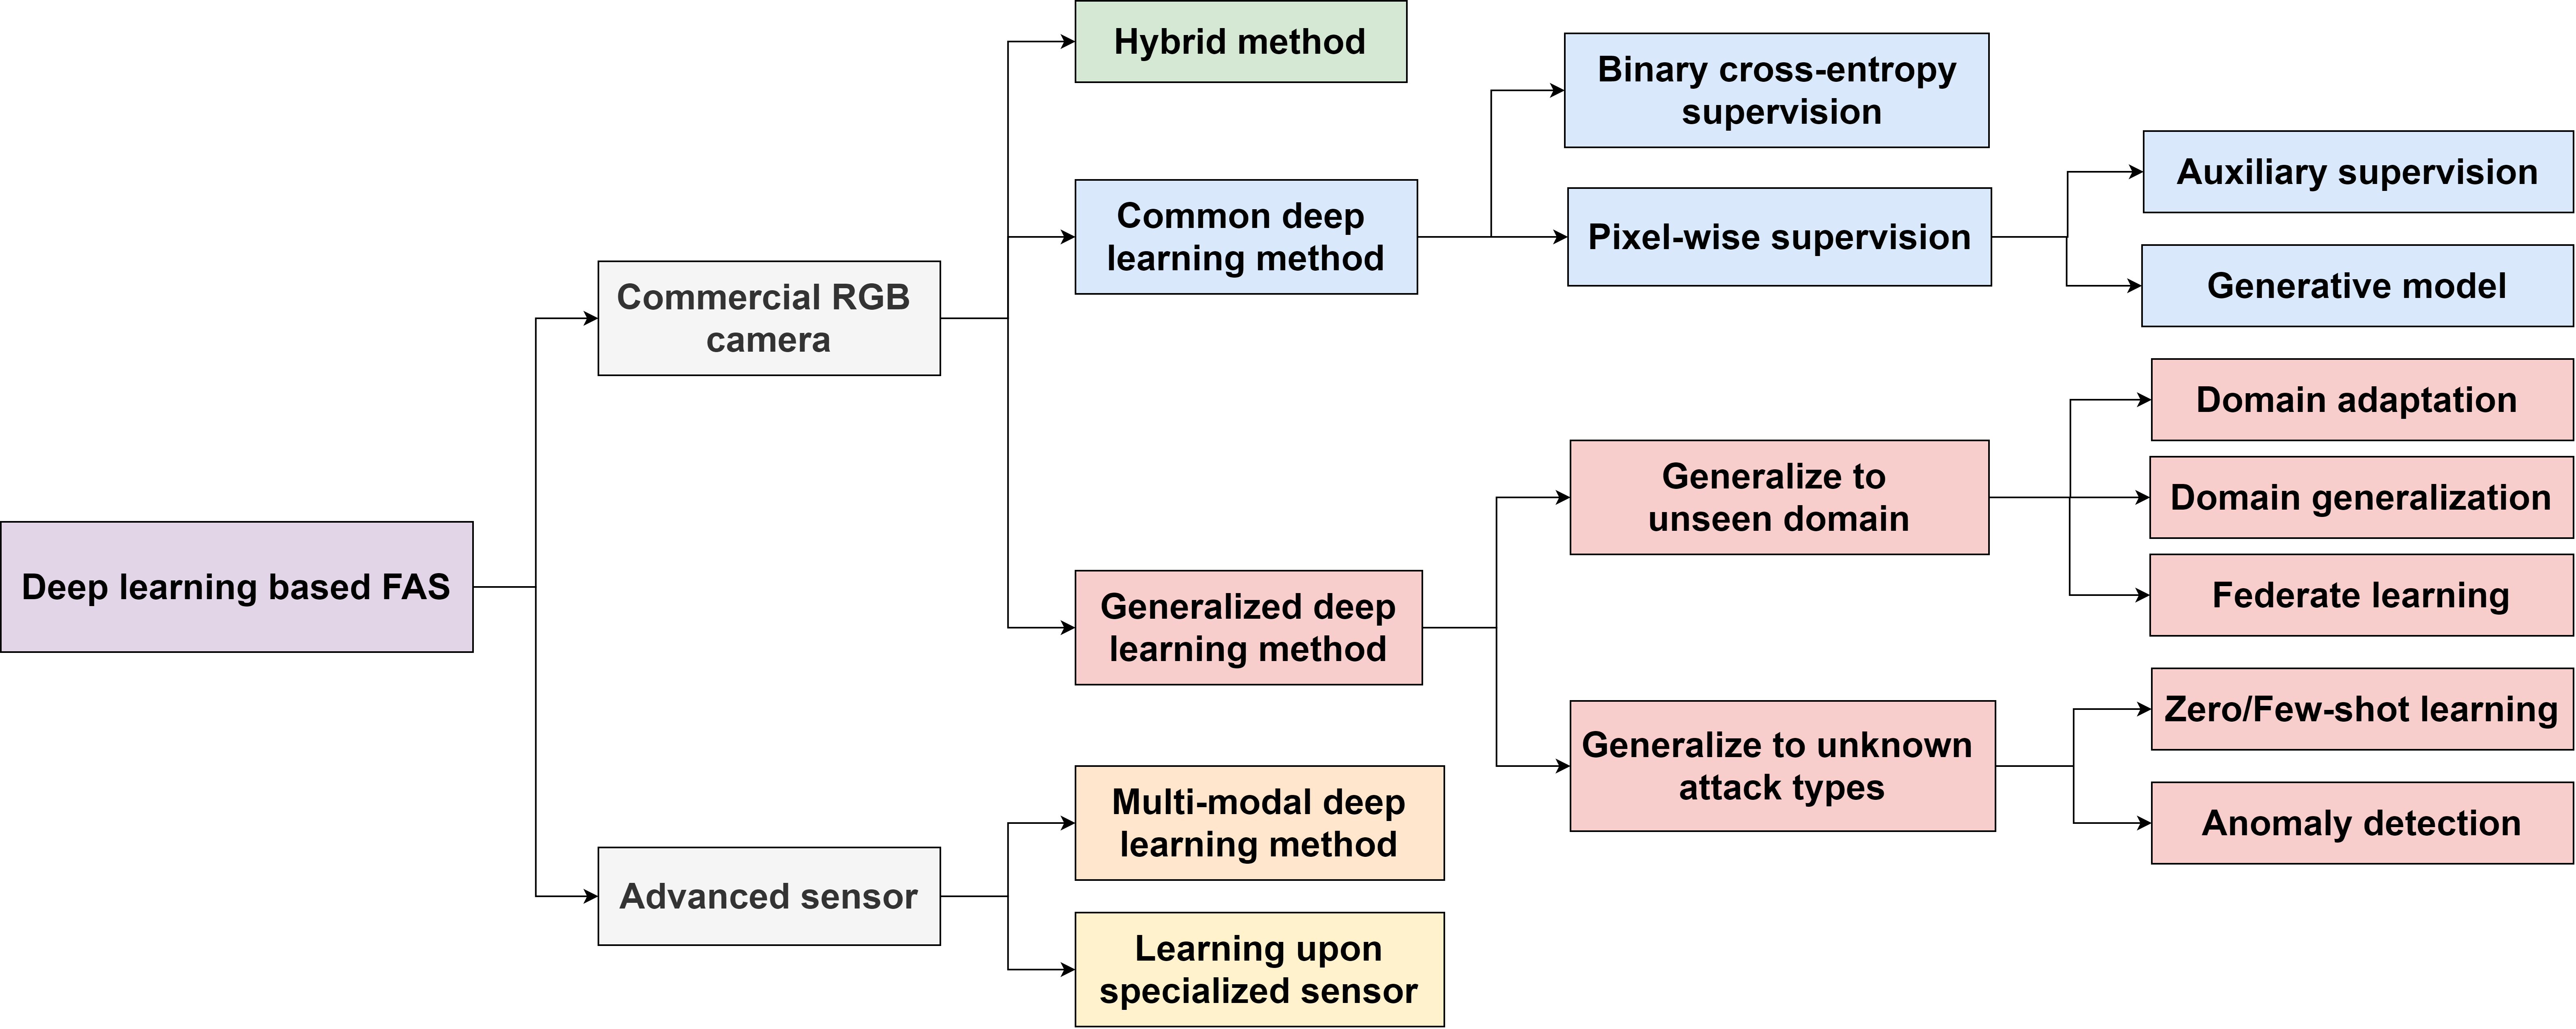 Deep learning based FAS
Commercial RGB
camera
Advanced sensor
Hybrid method
Common deep
learning method
Generalized deep
learning method
Multi-modal deep
learning method
Learning upon
specialized sensor
Binary cross-entropy
supervision
Pixel-wise supervision
Generalize to
unseen domain
Generalize to unknown
attack types
Auxiliary supervision
Generative model
Domain adaptation
Domain generalization
Federate learning
Zero/Few-shot learning
Anomaly detection